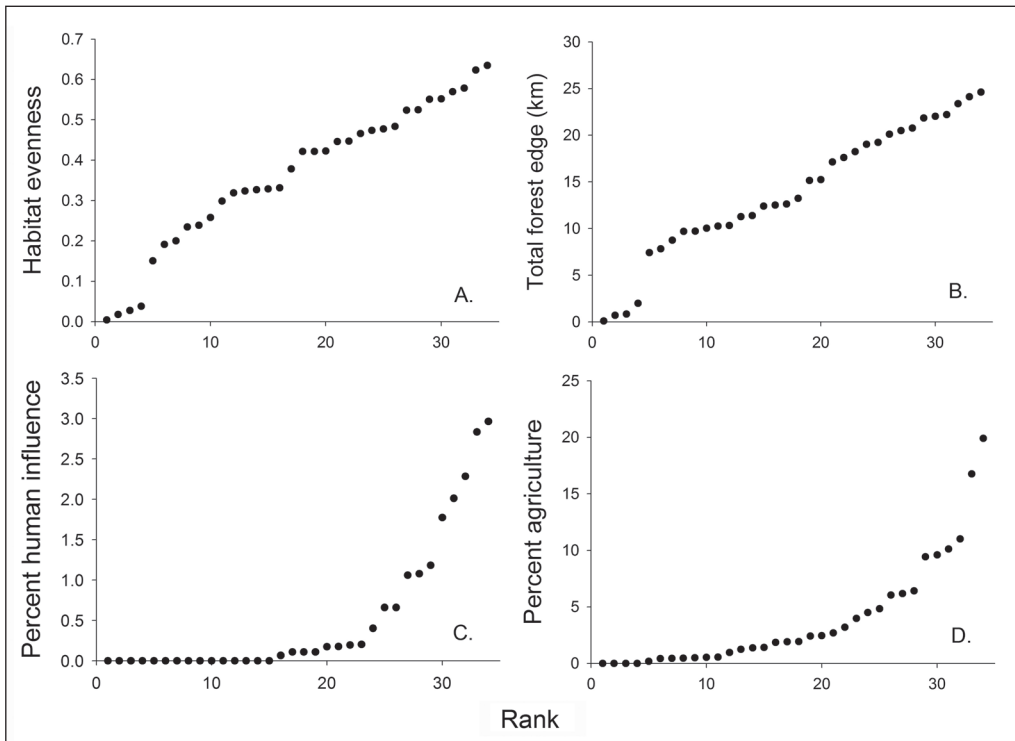 Habitat evenness
0.7
0.6
0.5
0.4
0.3
0.2
0.1
0.0
0 10 20 30
A.
Total forest edge (km)
30
25
20
15
10
5
0
0 10 20 30
B.
Percent human influence
3.5
3.0
2.5
2.0
1.5
1.0
0.5
0.0
0 10 20 30
C.
Percent agriculture
25
20
15
10
5
0
0 10 20 30
D.
Rank